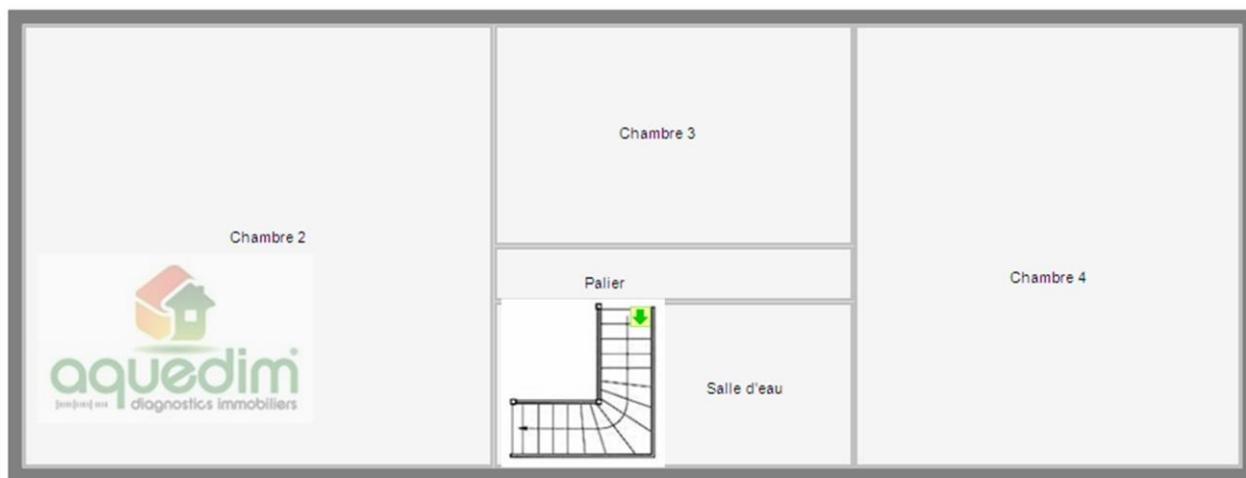 Chambre 3
Chambre 2
Palier
Chambre 4
Salle d'eau
aquedim
diagnostics immobiliers